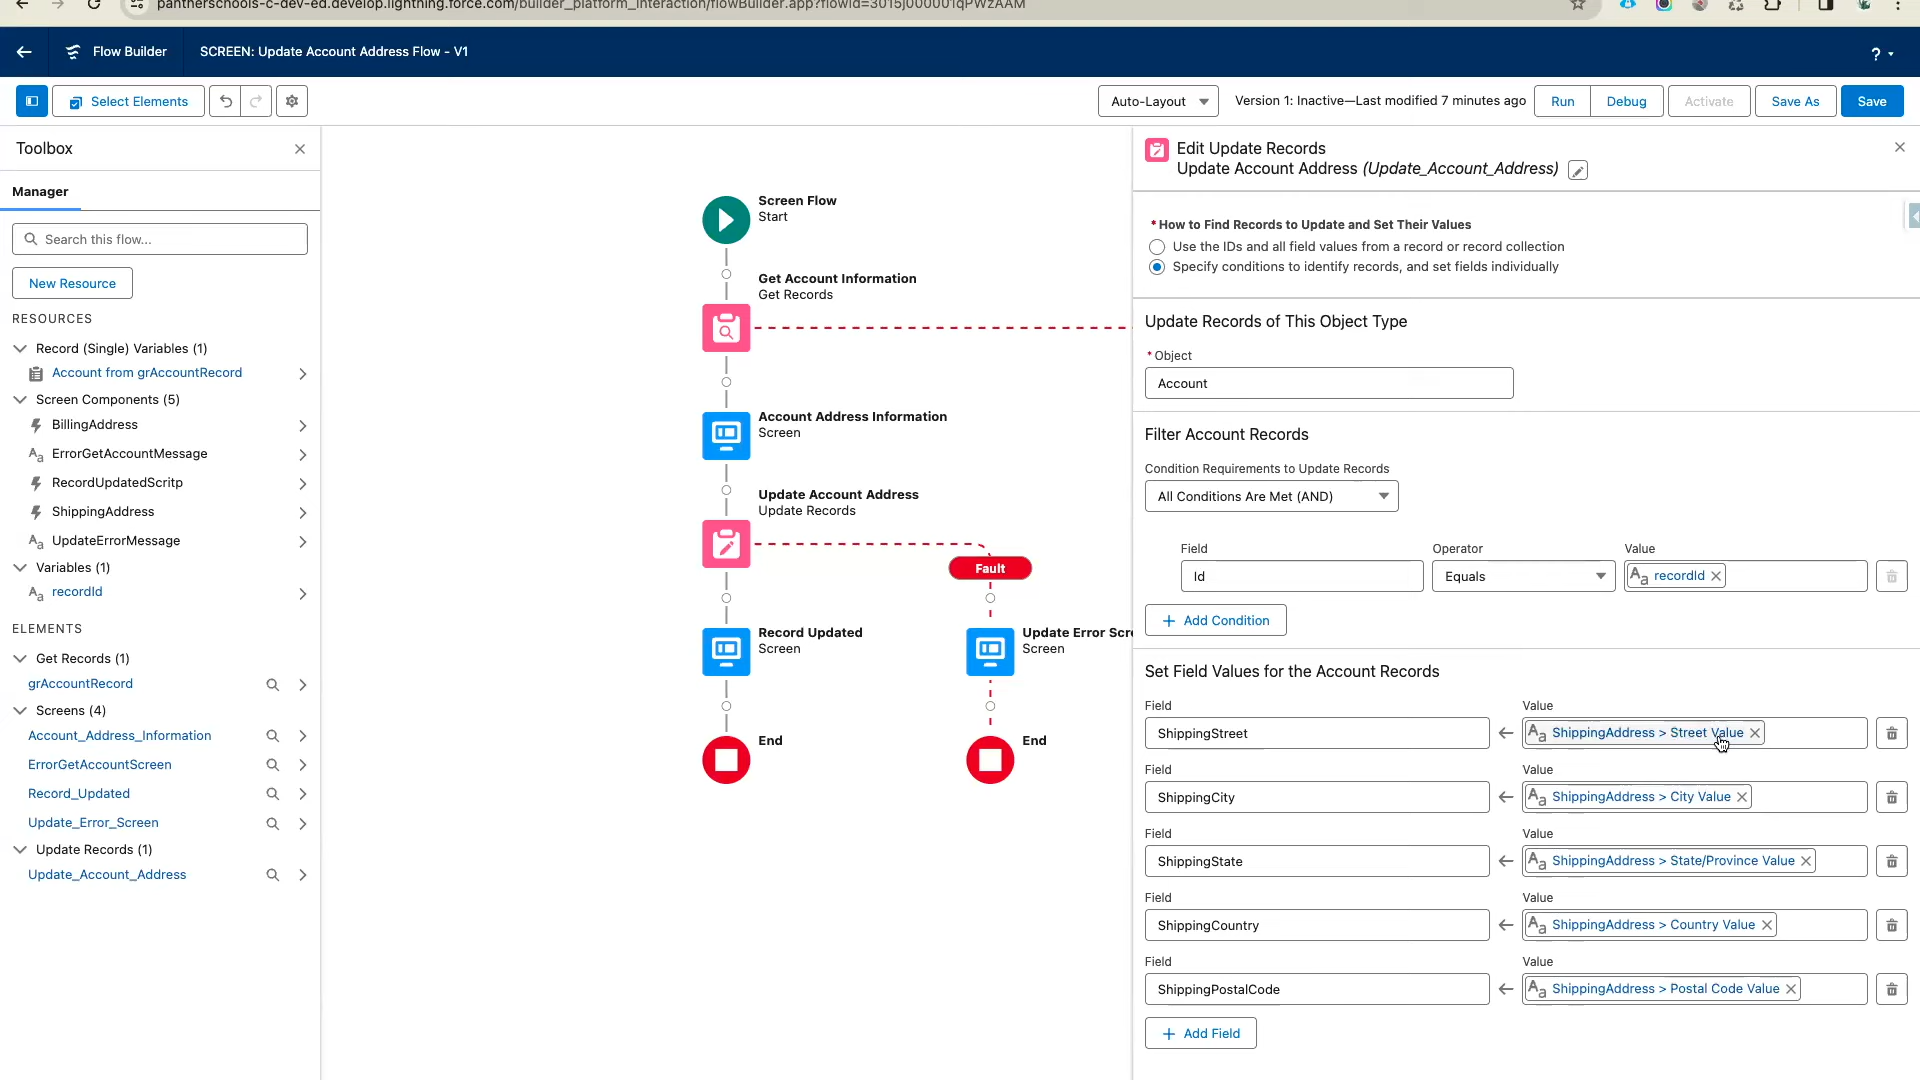 pantherschools-c-dev-ed.develop.lightning.force.com/builder_platform_interaction/flowBuilder.app?flowId=3015j000001qPWzAAM
Flow Builder
SCREEN: Update Account Address Flow - V1
?
Select Elements
Auto-Layout
Version 1: Inactive—Last modified 7 minutes ago
Run
Debug
Activate
Save As
Save
Toolbox
Manager
Search this flow...
New Resource
RESOURCES
Record (Single) Variables (1)
Account from grAccountRecord
Screen Components (5)
BillingAddress
Aa ErrorGetAccountMessage
RecordUpdatedScritp
ShippingAddress
Aa UpdateErrorMessage
Variables (1)
Aa recordId
ELEMENTS
Get Records (1)
grAccountRecord
Screens (4)
Account_Address_Information
ErrorGetAccountScreen
Record_Updated
Update_Error_Screen
Update Records (1)
Update_Account_Address
Screen Flow
Start
Get Account Information
Get Records
Account Address Information
Screen
Update Account Address
Update Records
Fault
Record Updated
Screen
Update Error Scre
Screen
End
End
Edit Update Records
Update Account Address (Update_Account_Address)
* How to Find Records to Update and Set Their Values
Use the IDs and all field values from a record or record collection
Specify conditions to identify records, and set fields individually
Update Records of This Object Type
* Object
Account
Filter Account Records
Condition Requirements to Update Records
All Conditions Are Met (AND)
Field Operator Value
Id Equals Aa recordId
+ Add Condition
Set Field Values for the Account Records
Field Value
ShippingStreet Aa ShippingAddress > Street Value
Field Value
ShippingCity Aa ShippingAddress > City Value
Field Value
ShippingState Aa ShippingAddress > State/Province Value
Field Value
ShippingCountry Aa ShippingAddress > Country Value
Field Value
ShippingPostalCode Aa ShippingAddress > Postal Code Value
+ Add Field